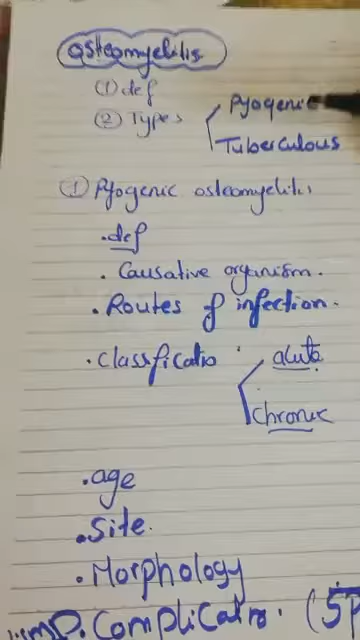 Osteomyelitis
(1) def
(2) Types
Pyogenic
Tuberculous
(1) Pyogenic osteomyelitis
. def
. Causative organism.
. Routes of infection.
. Classificatio
acute
chronic
. age
. Site.
. Morphology
. Complicatio. (5